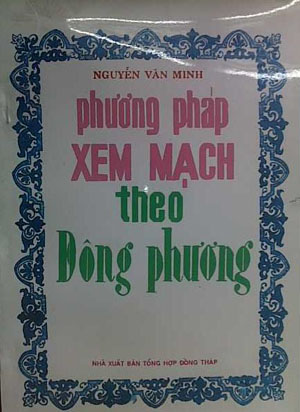 NGUYỄN VĂN MINH
phương pháp
XEM MẠCH
theo
Đông phương
NHÀ XUẤT BẢN TỔNG HỢP ĐỒNG THÁP